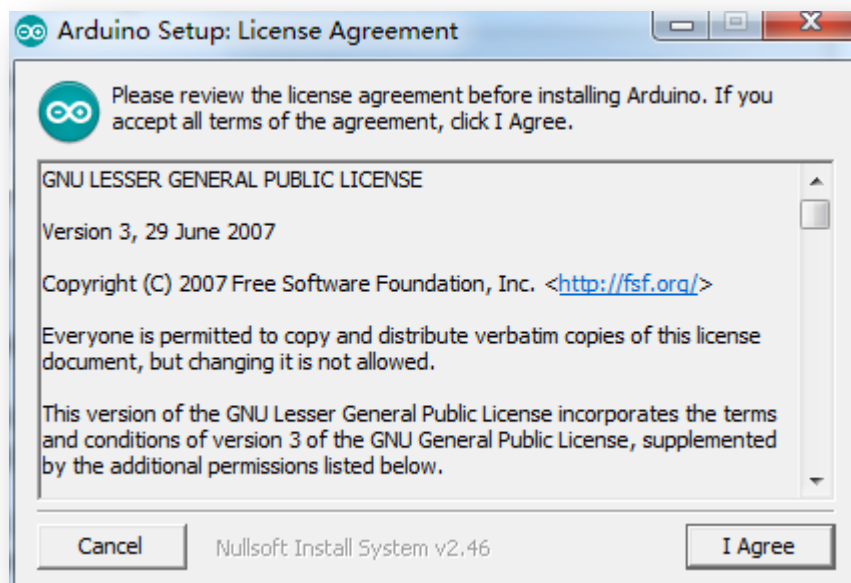 Arduino Setup: License Agreement
Please review the license agreement before installing Arduino. If you
accept all terms of the agreement, click I Agree.
GNU LESSER GENERAL PUBLIC LICENSE
Version 3, 29 June 2007
Copyright (C) 2007 Free Software Foundation, Inc. <http://fsf.org/>
Everyone is permitted to copy and distribute verbatim copies of this license
document, but changing it is not allowed.
This version of the GNU Lesser General Public License incorporates the terms
and conditions of version 3 of the GNU General Public License, supplemented
by the additional permissions listed below.
Cancel Nullsoft Install System v2.46 I Agree